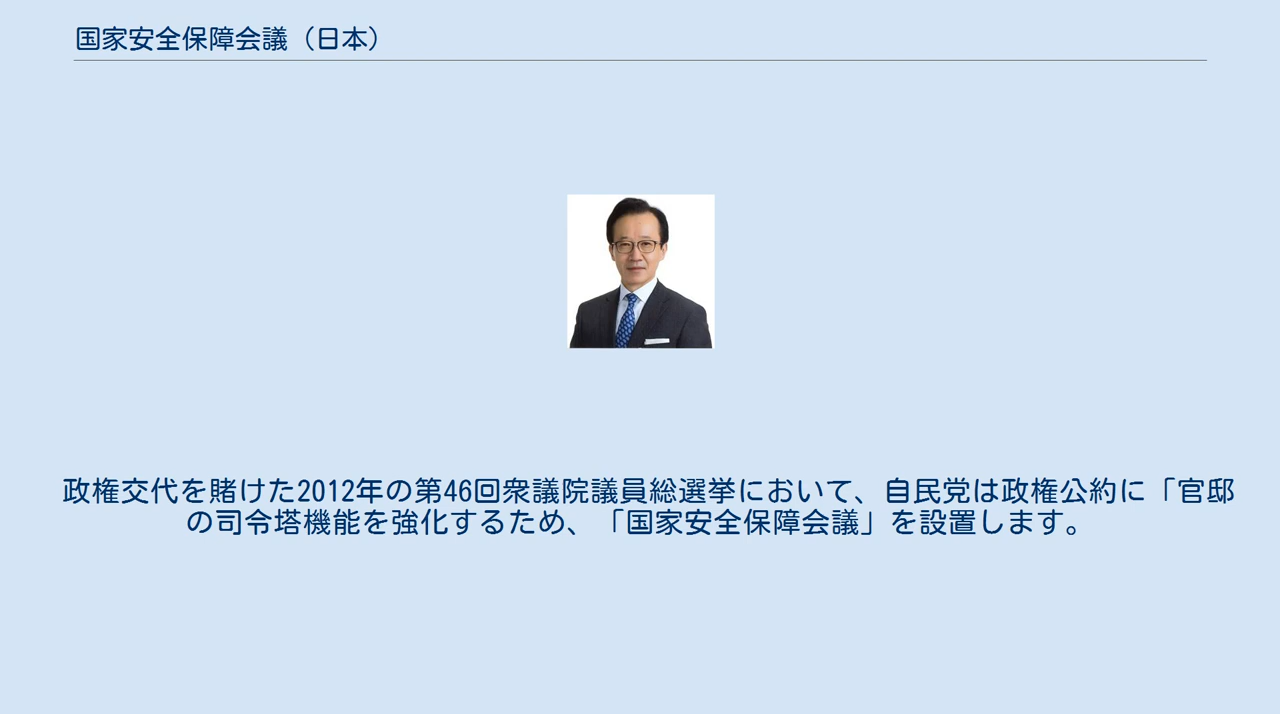 国家安全保障会議（日本）
政権交代を賭けた2012年の第46回衆議院議員総選挙において、自民党は政権公約に「官邸
の司令塔機能を強化するため、「国家安全保障会議」を設置します。